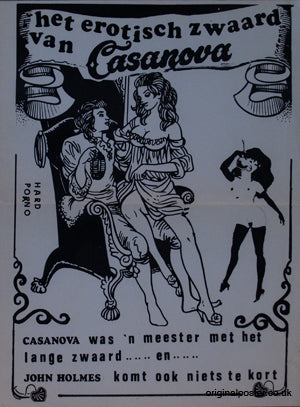 het erotisch zwaard
van Casanova
HARD
PORNO
CASANOVA was 'n meester met het
lange zwaard ..... en .....
JOHN HOLMES komt ook niets te kort
originalposter.co.uk